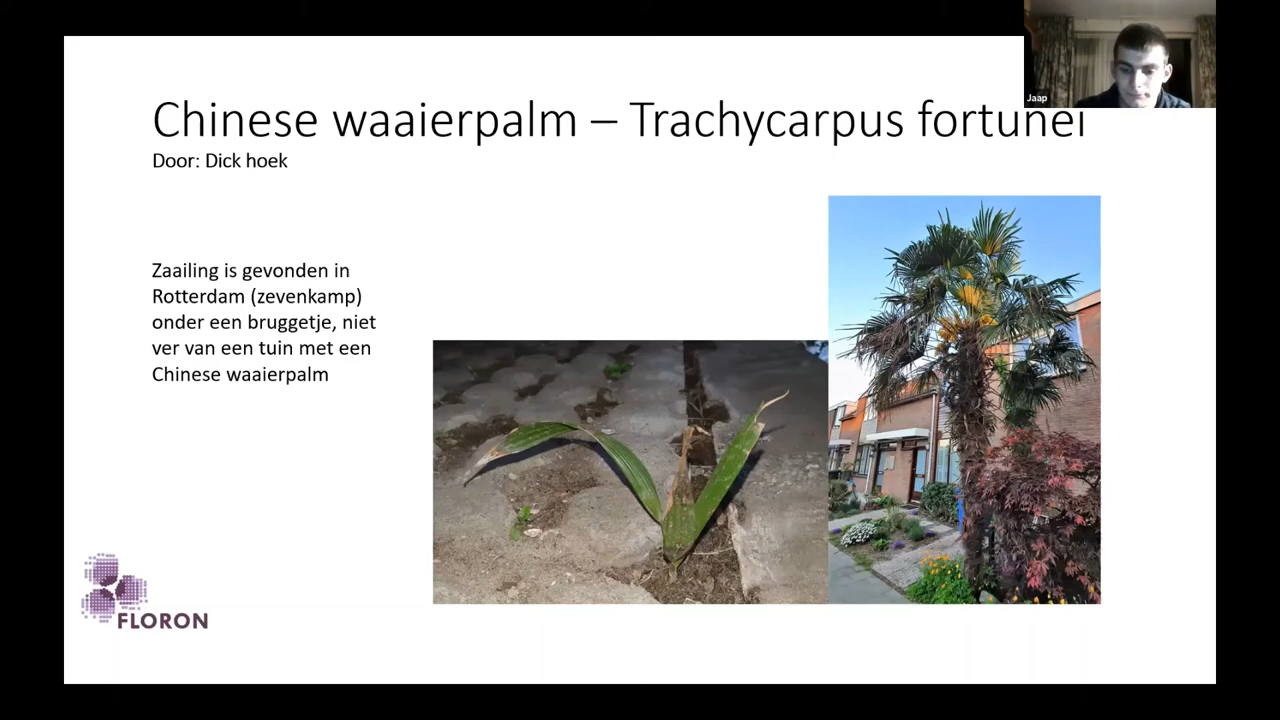 Jaap
Chinese waaierpalm – Trachycarpus fortunei
Door: Dick hoek
Zaailing is gevonden in
Rotterdam (zevenkamp)
onder een bruggetje, niet
ver van een tuin met een
Chinese waaierpalm
FLORON